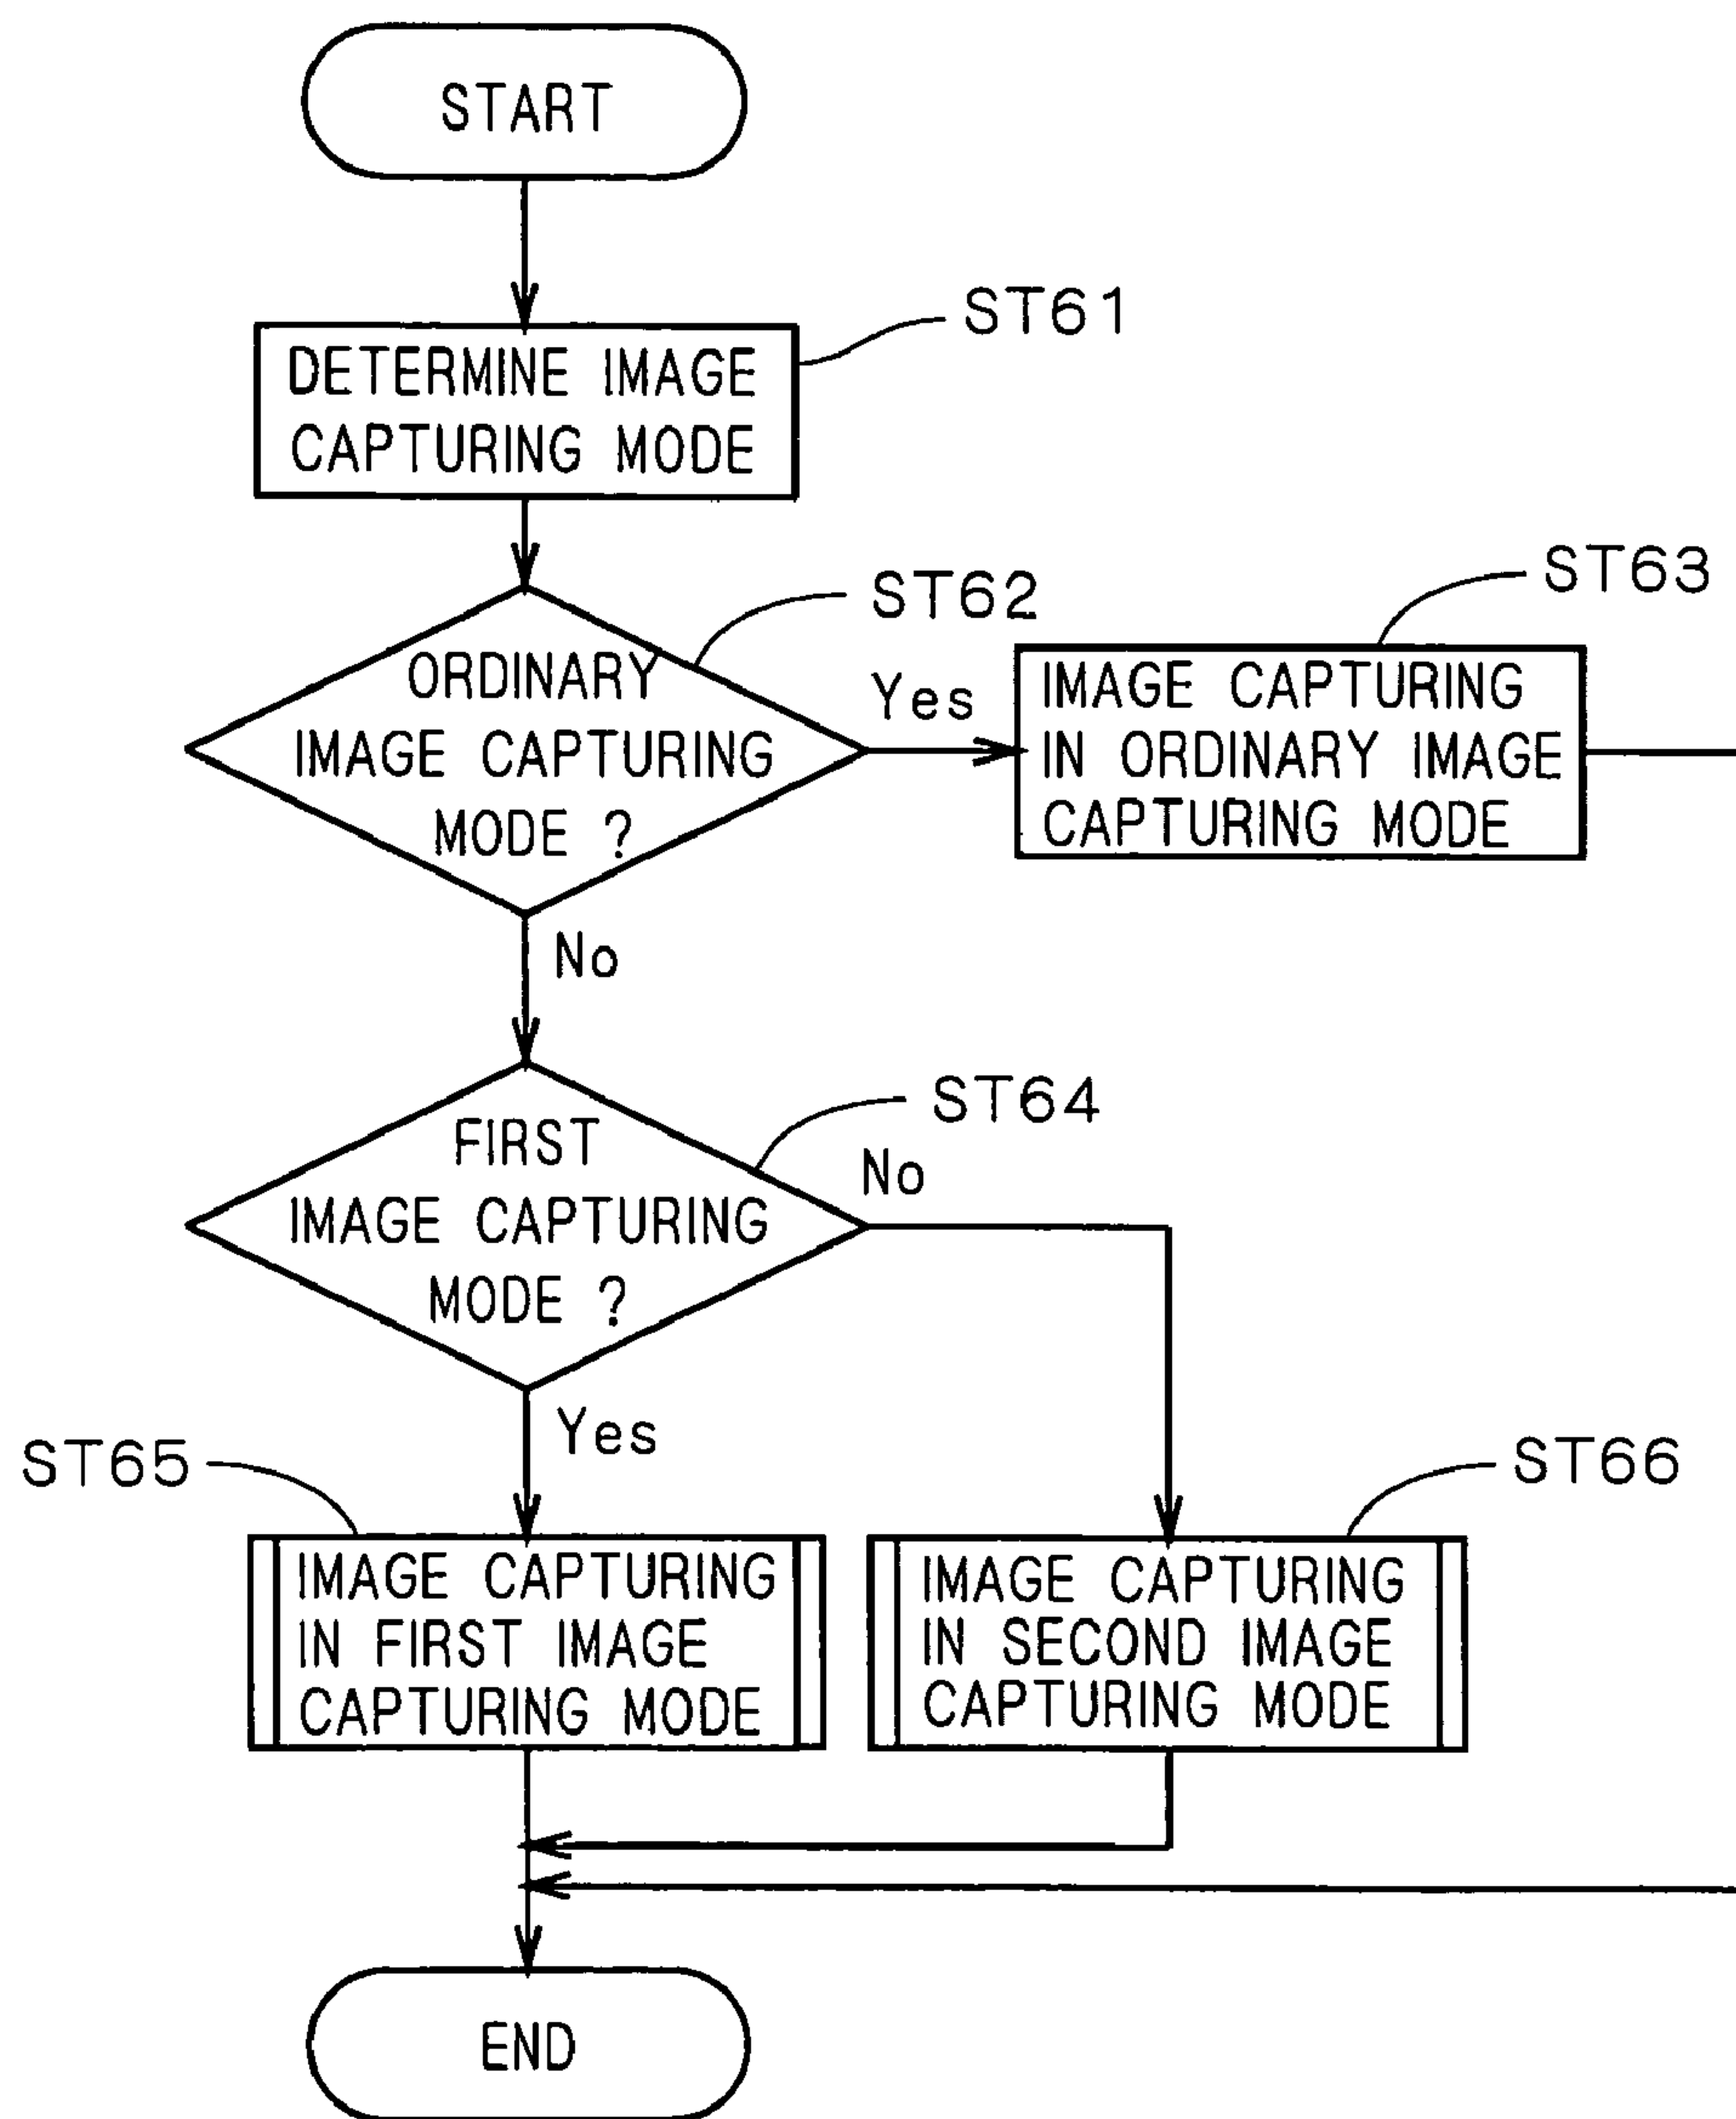 START
ST61
DETERMINE IMAGE
CAPTURING MODE
ST62
ST63
ORDINARY
IMAGE CAPTURING
MODE ?
Yes
IMAGE CAPTURING
IN ORDINARY IMAGE
CAPTURING MODE
No
ST64
FIRST
IMAGE CAPTURING
MODE ?
No
Yes
ST65
ST66
IMAGE CAPTURING
IN FIRST IMAGE
CAPTURING MODE
IMAGE CAPTURING
IN SECOND IMAGE
CAPTURING MODE
END